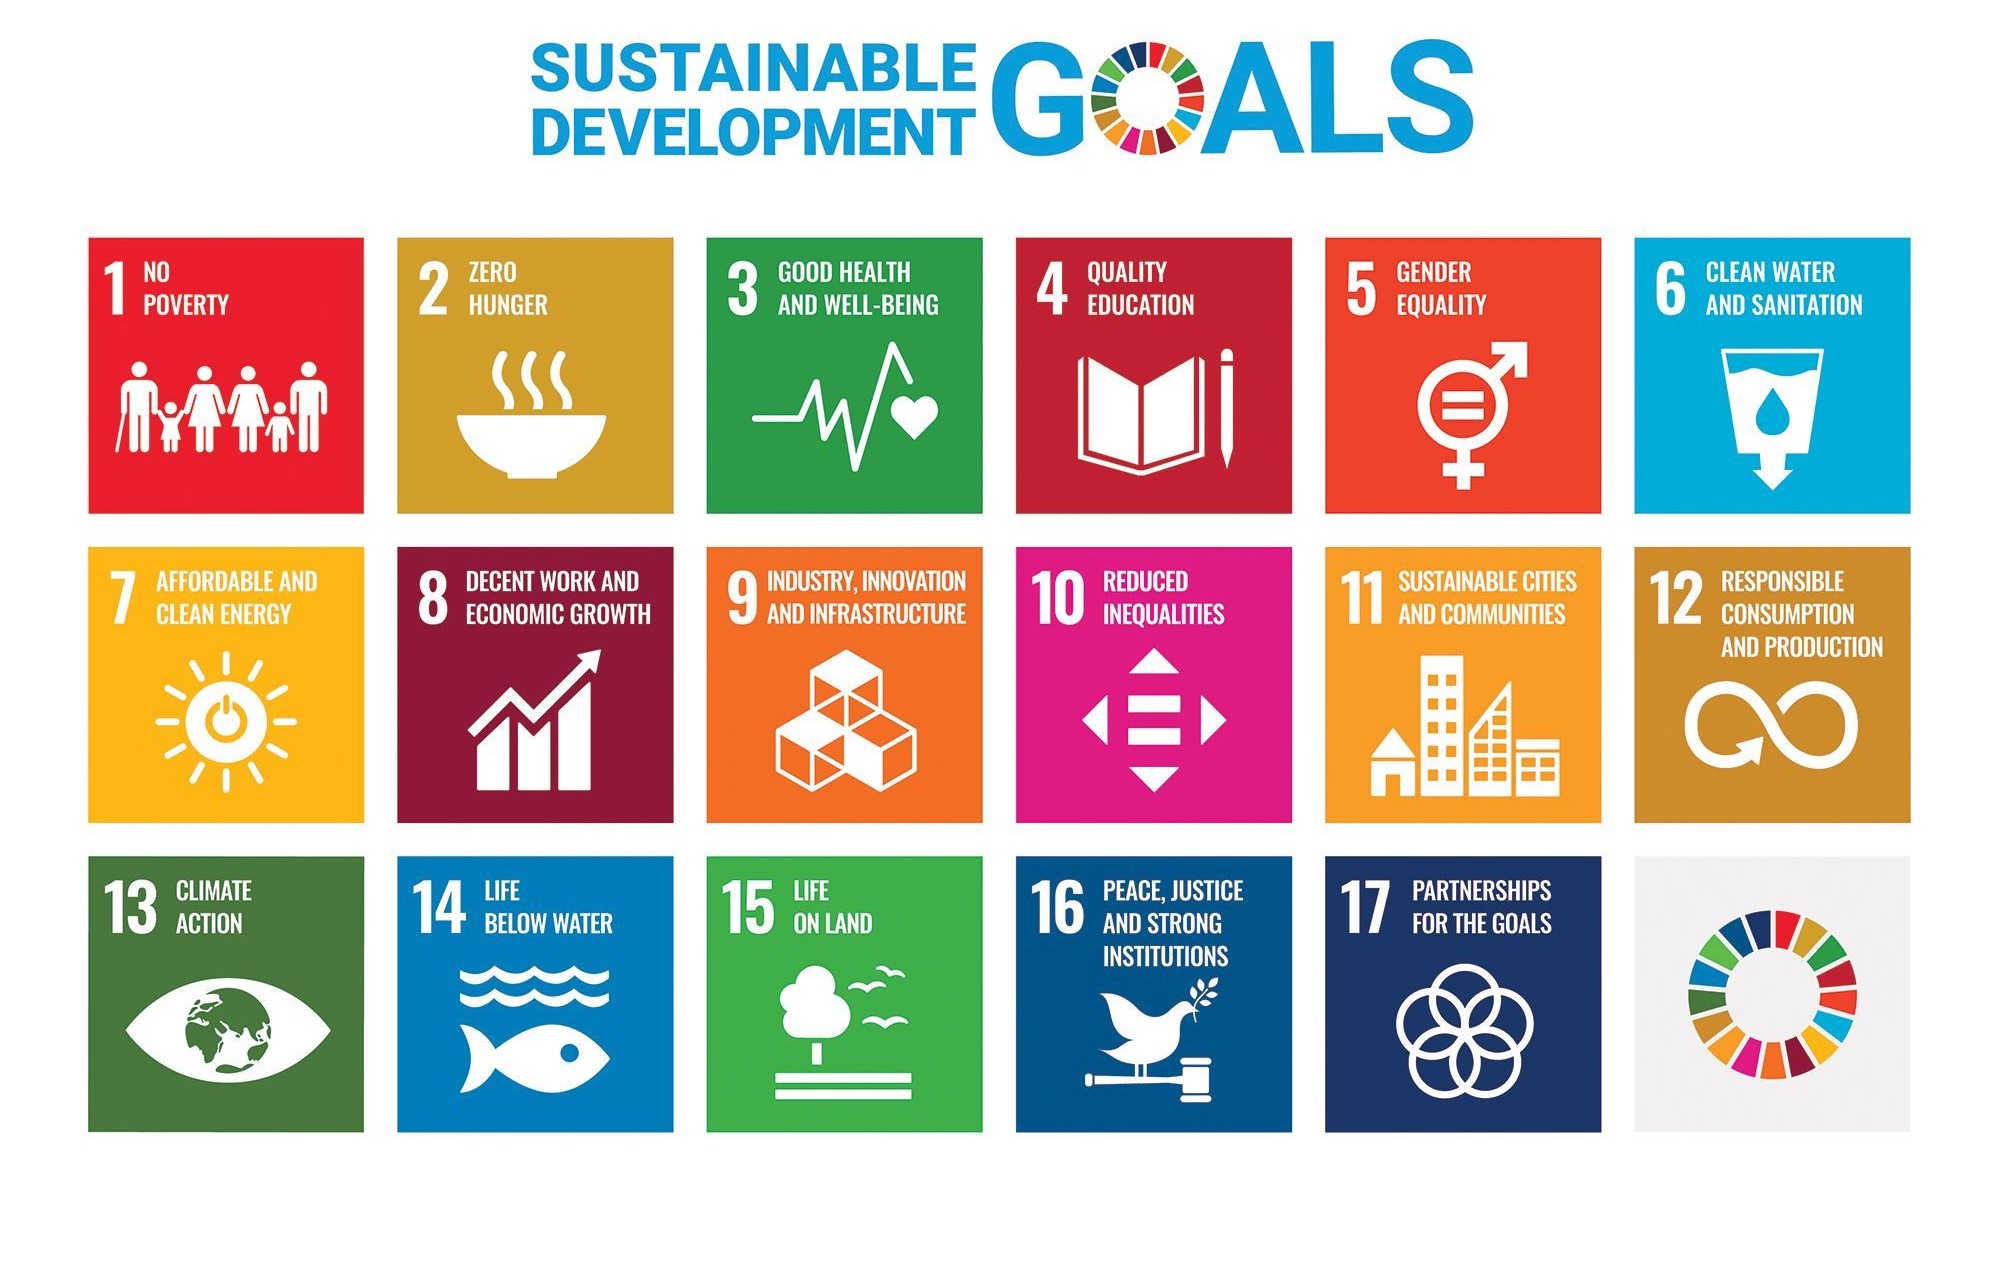 SUSTAINABLE
DEVELOPMENT
GOALS
1 NO
POVERTY
2 ZERO
HUNGER
3 GOOD HEALTH
AND WELL-BEING
4 QUALITY
EDUCATION
5 GENDER
EQUALITY
6 CLEAN WATER
AND SANITATION
7 AFFORDABLE AND
CLEAN ENERGY
8 DECENT WORK AND
ECONOMIC GROWTH
9 INDUSTRY, INNOVATION
AND INFRASTRUCTURE
10 REDUCED
INEQUALITIES
11 SUSTAINABLE CITIES
AND COMMUNITIES
12 RESPONSIBLE
CONSUMPTION
AND PRODUCTION
13 CLIMATE
ACTION
14 LIFE
BELOW WATER
15 LIFE
ON LAND
16 PEACE, JUSTICE
AND STRONG
INSTITUTIONS
17 PARTNERSHIPS
FOR THE GOALS